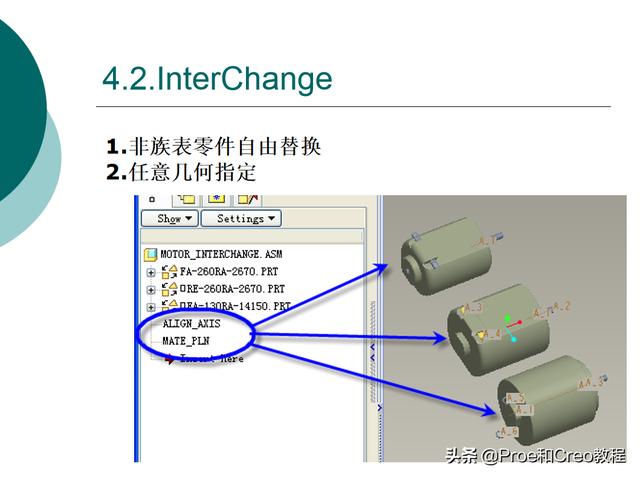 4.2.InterChange
1.非族表零件自由替换
2.任意几何指定
Show Settings
MOTOR_INTERCHANGE.ASM
FA-260RA-2670.PRT
RE-260RA-2670.PRT
FA-130RA-14150.PRT
ALIGN_AXIS
MATE_PLN
Insert here
A_7
A_3
A_2
A_4
A_3
A_5
A_1
A_6
头条 @Proe和Creo教程